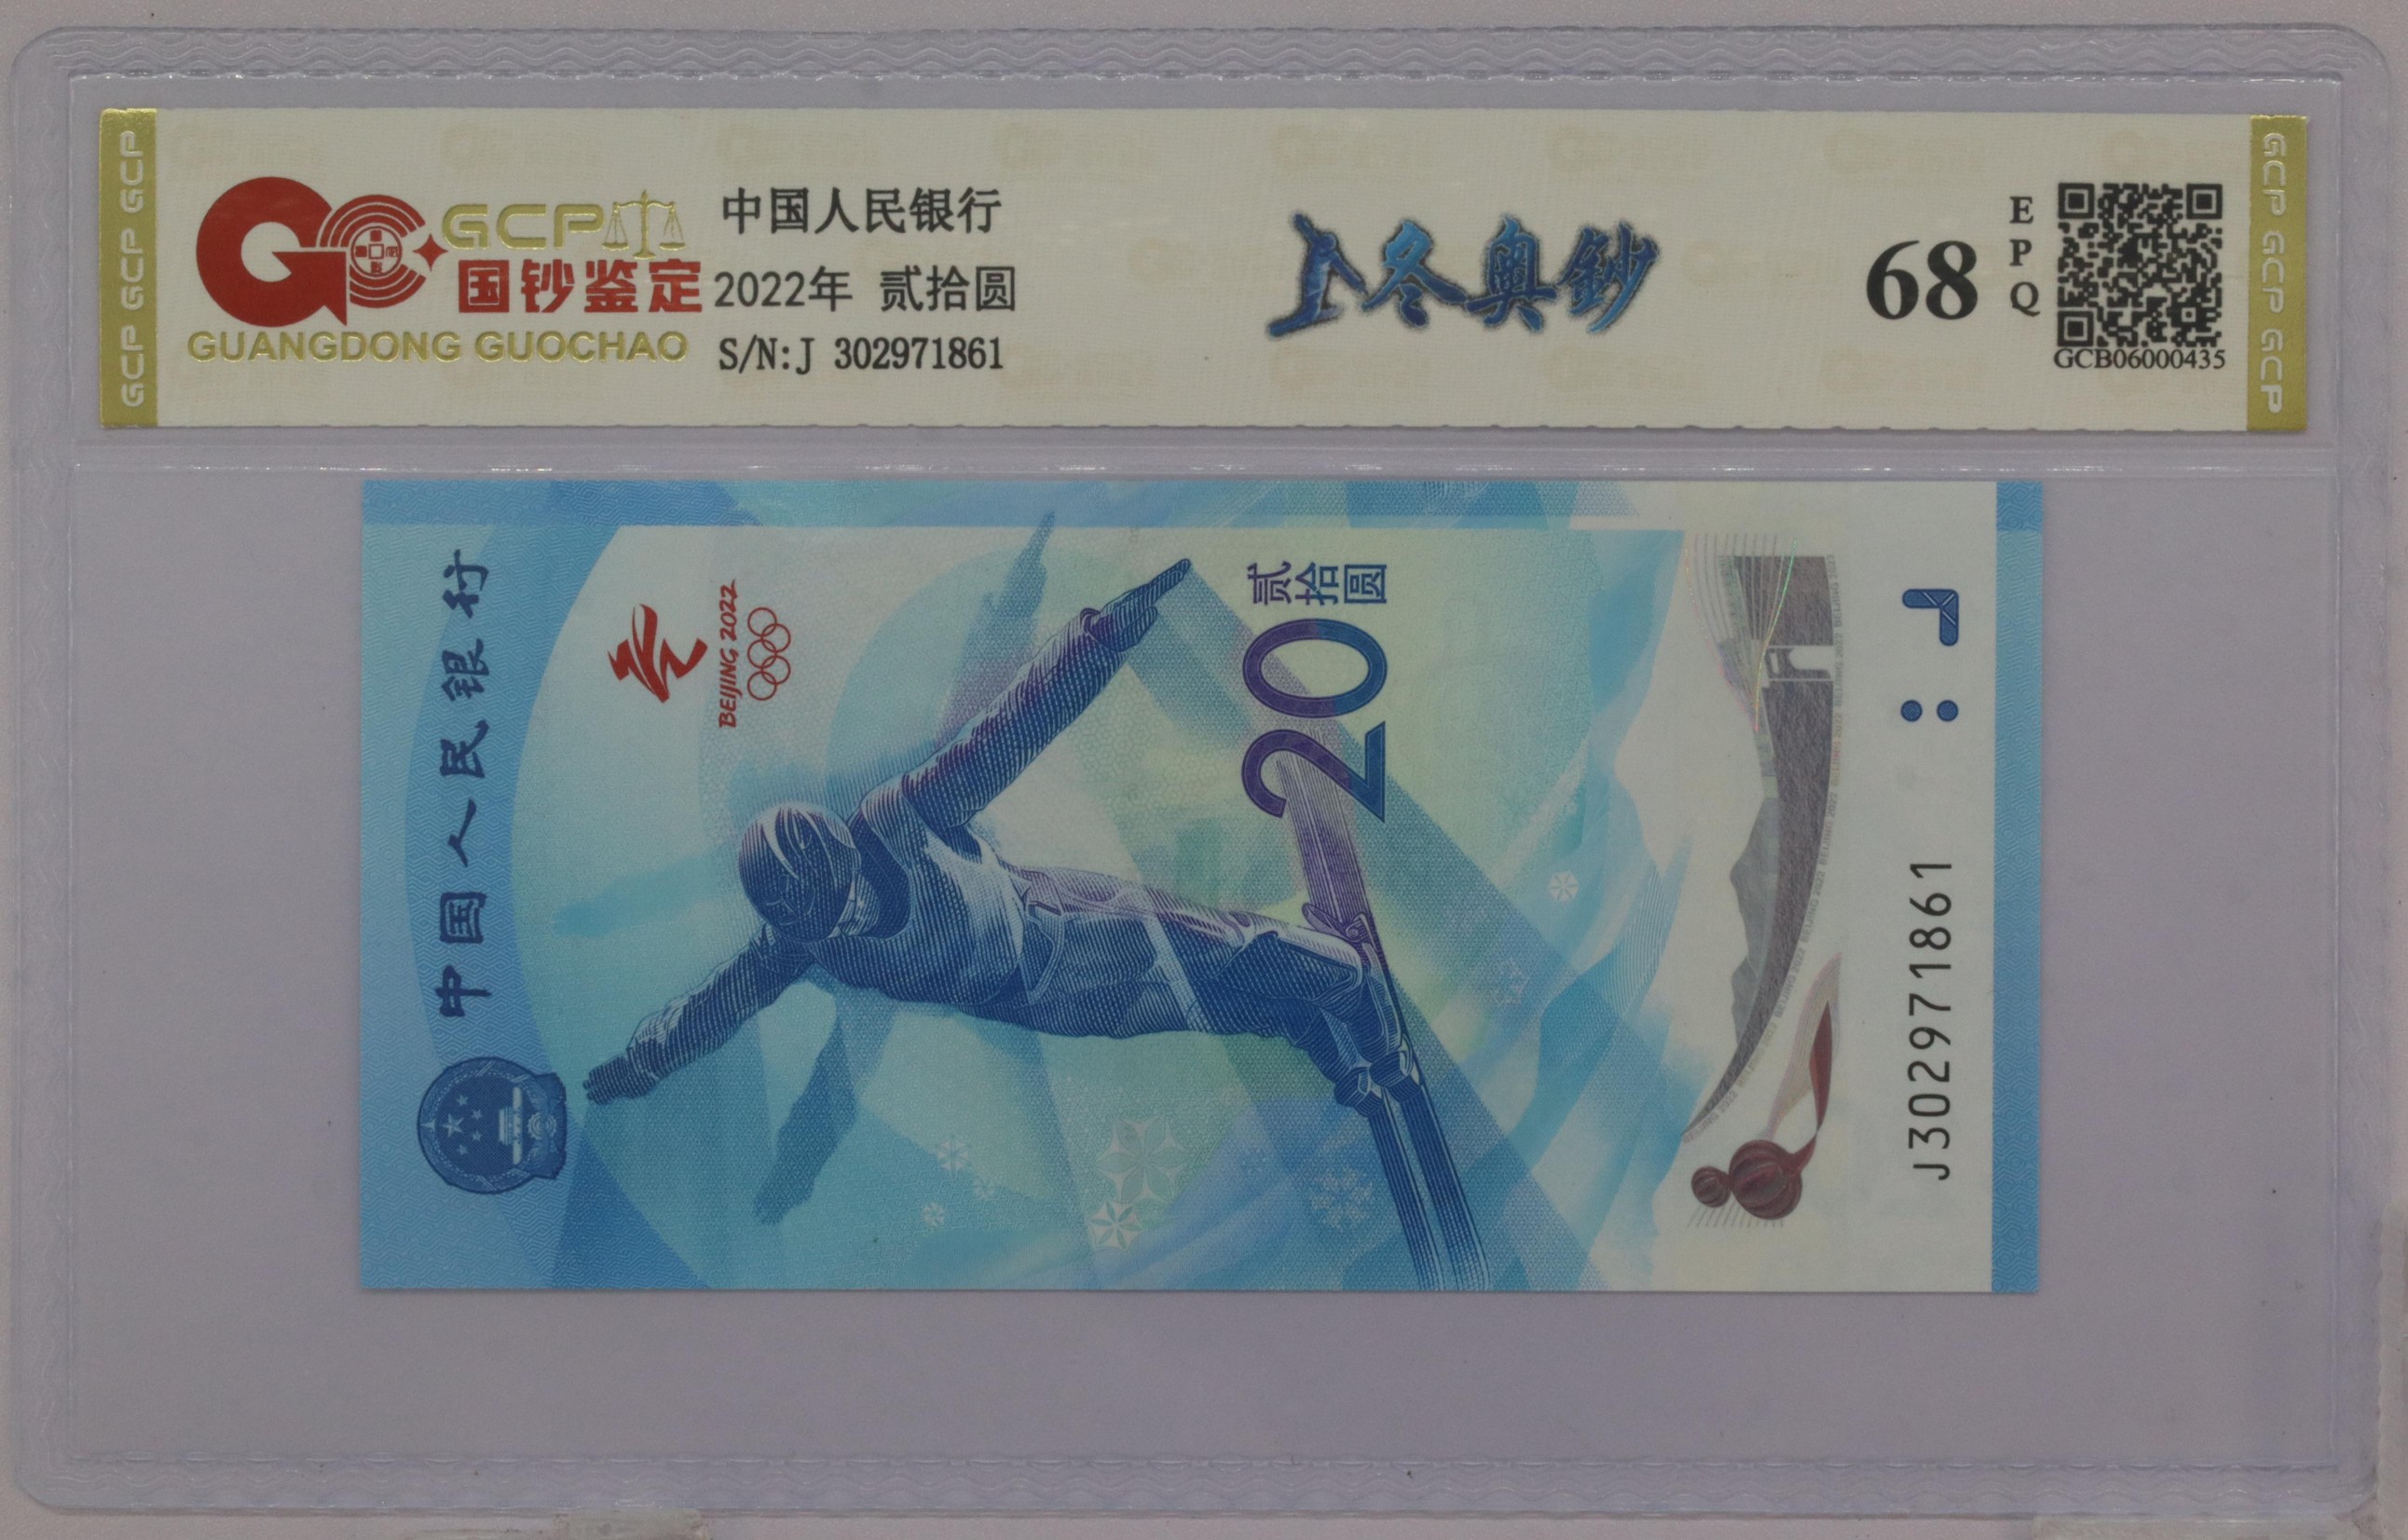 GCP GCP GCP
GCP
国钞鉴定
GUANGDONG GUOCHAO
中国人民银行
2022年 贰拾圆
S/N:J 302971861
冬奥鈔
68
EPQ
GCB06000435
GCP GCP GCP
中国人民银行
BEIJING 2022
贰拾圆
20
J302971861